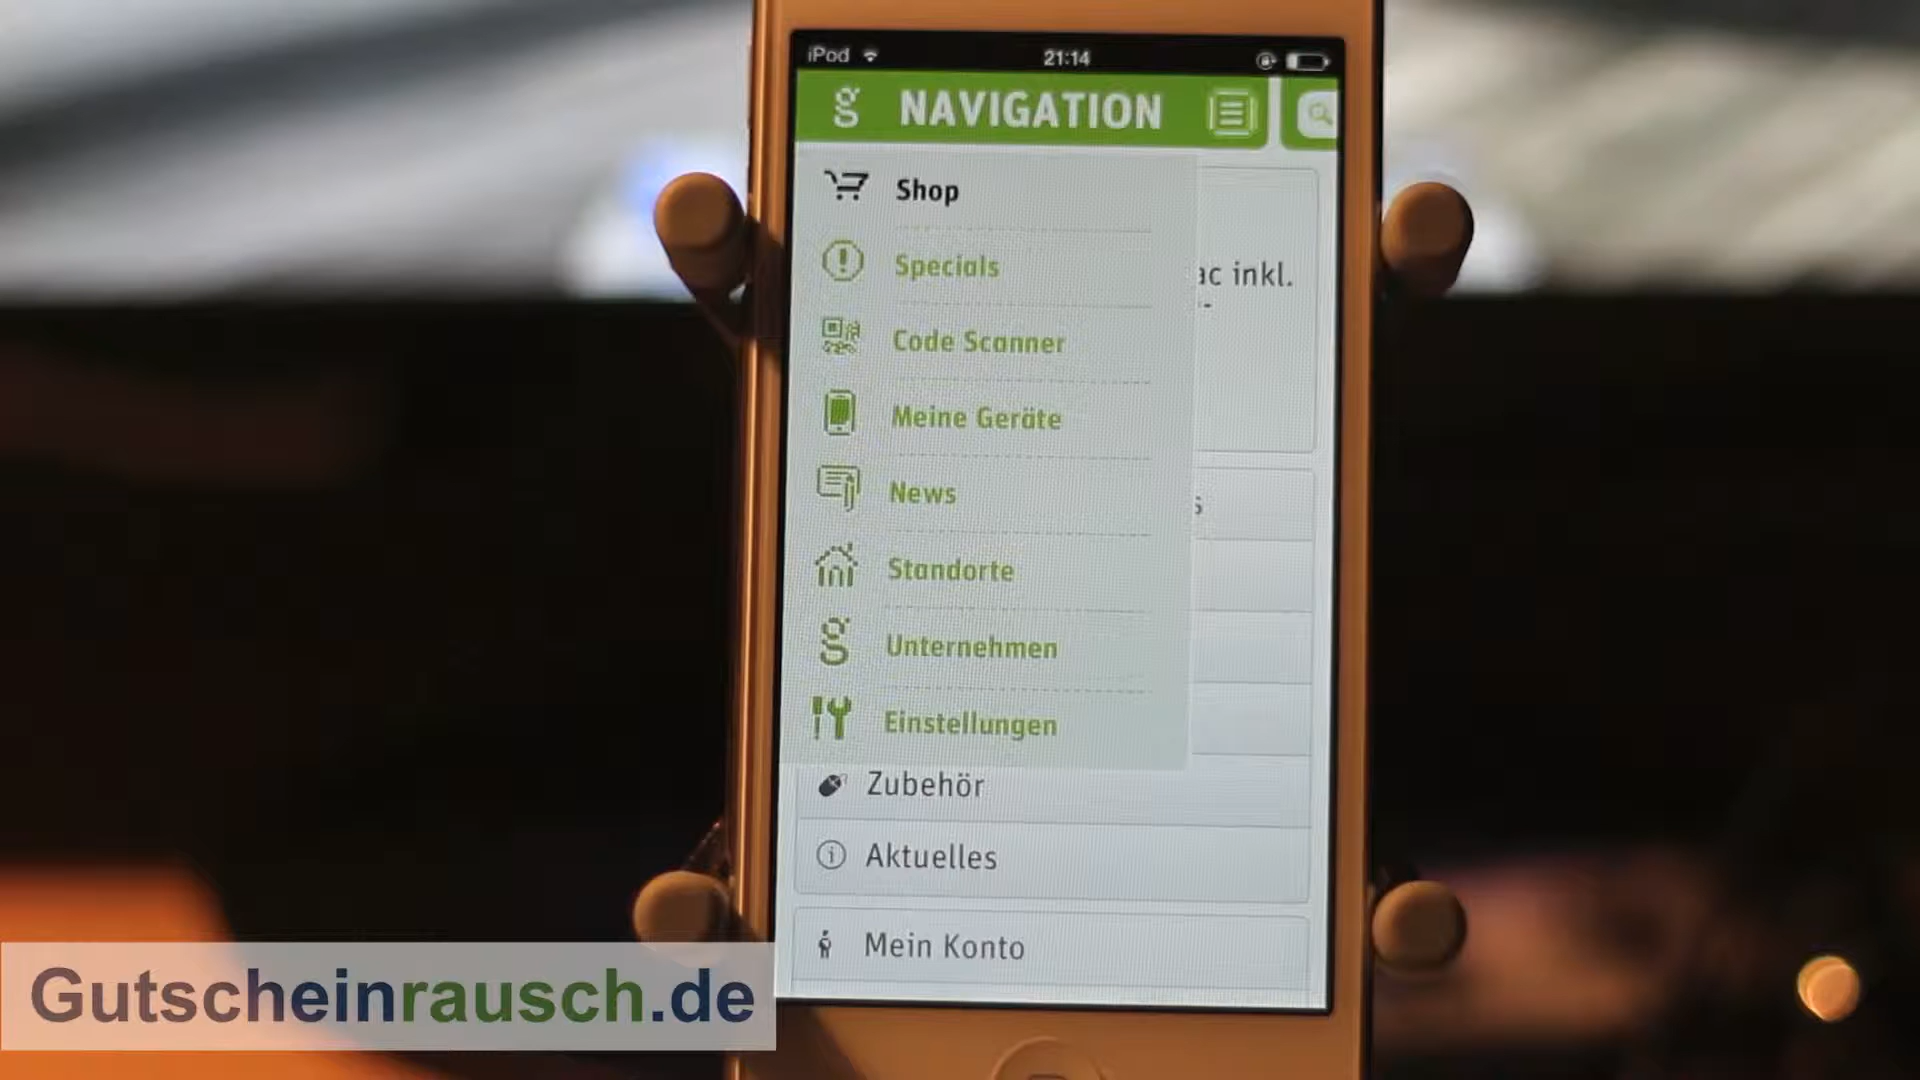 iPod
21:14
g NAVIGATION
Shop
Specials
ac inkl.
Code Scanner
Meine Geräte
News
s
Standorte
g Unternehmen
Einstellungen
Zubehör
Aktuelles
Mein Konto
Gutscheinrausch.de